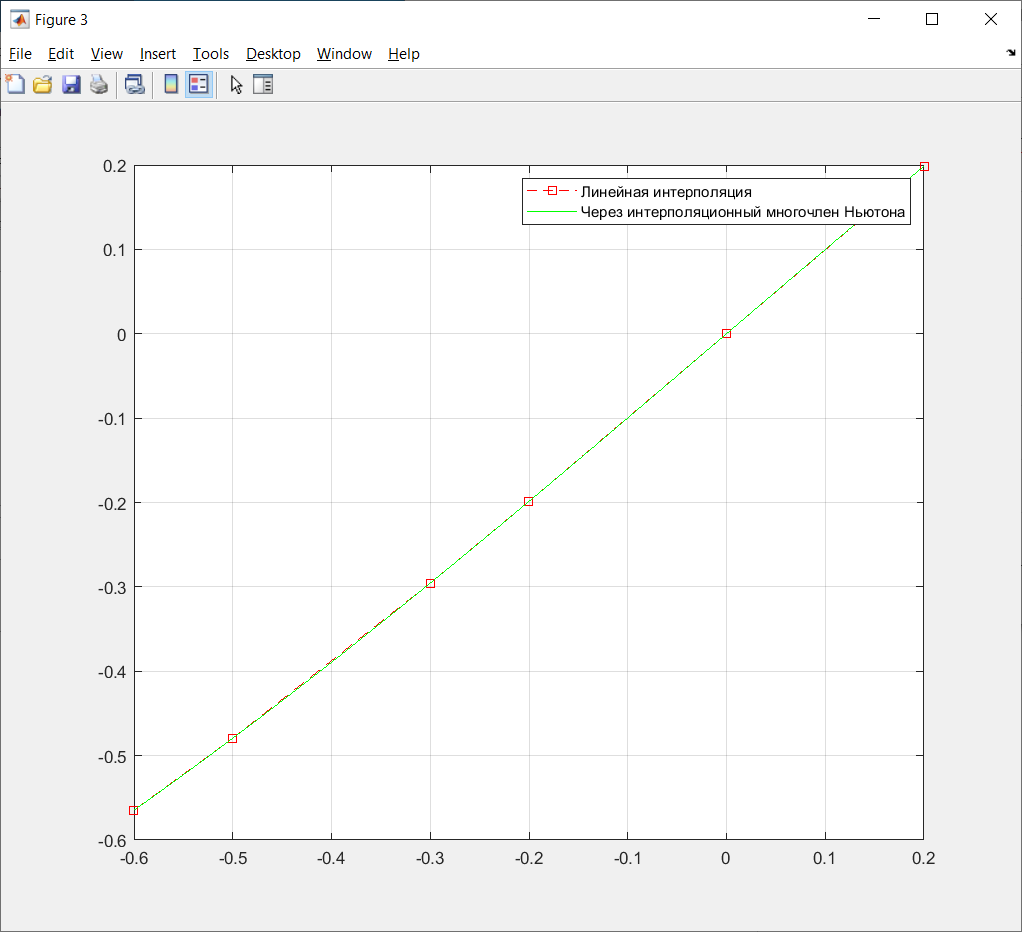 Figure 3
File Edit View Insert Tools Desktop Window Help
0.2
0.1
0
-0.1
-0.2
-0.3
-0.4
-0.5
-0.6
Линейная интерполяция
Через интерполяционный многочлен Ньютона
-0.6 -0.5 -0.4 -0.3 -0.2 -0.1 0 0.1 0.2